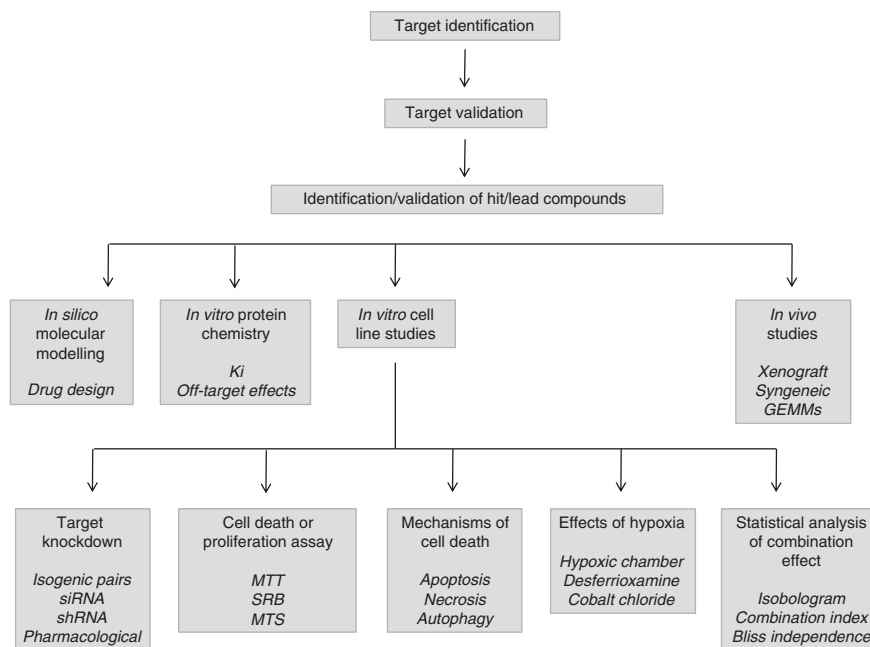 Target identification
Target validation
Identification/validation of hit/lead compounds
In silico
molecular
modelling
Drug design
In vitro protein
chemistry
Ki
Off-target effects
In vitro cell
line studies
In vivo
studies
Xenograft
Syngeneic
GEMMs
Target
knockdown
Isogenic pairs
siRNA
shRNA
Pharmacological
Cell death or
proliferation assay
MTT
SRB
MTS
Mechanisms of
cell death
Apoptosis
Necrosis
Autophagy
Effects of hypoxia
Hypoxic chamber
Desferrioxamine
Cobalt chloride
Statistical analysis
of combination
effect
Isobologram
Combination index
Bliss independence